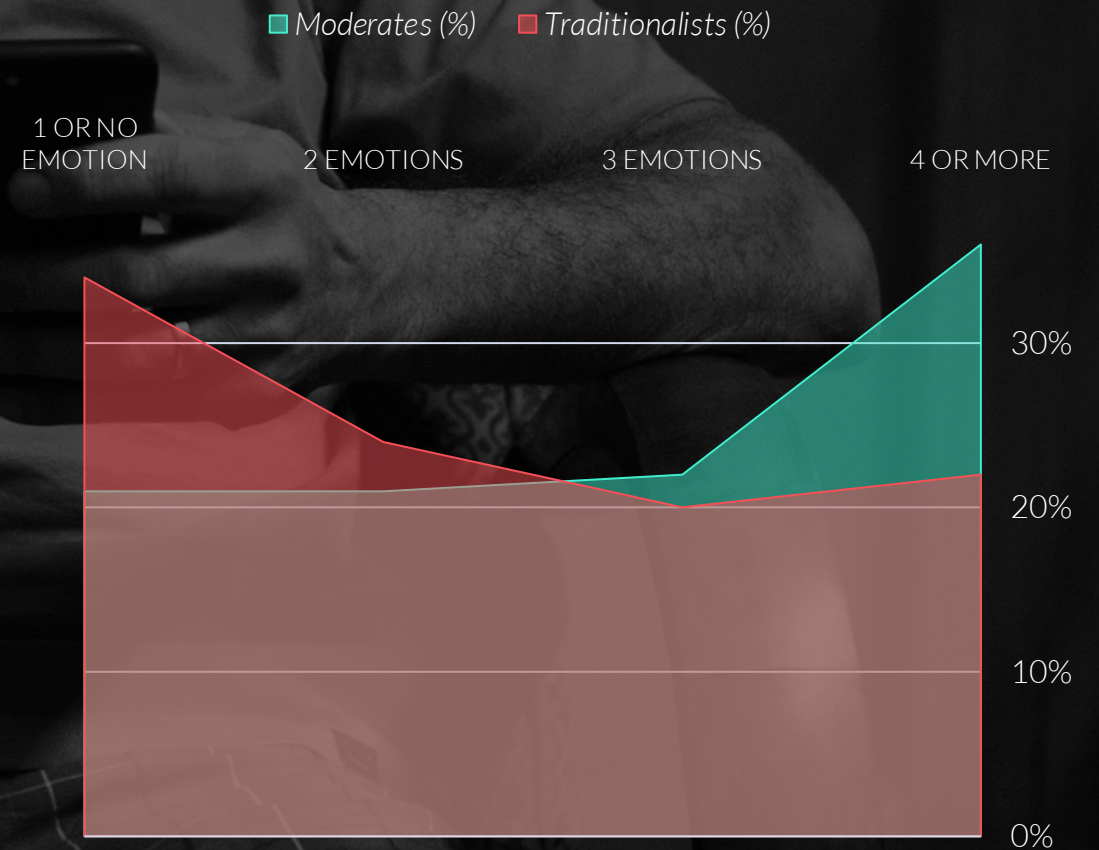 Moderates (%) Traditionalists (%)
1 OR NO
EMOTION 2 EMOTIONS 3 EMOTIONS 4 OR MORE
30%
20%
10%
0%